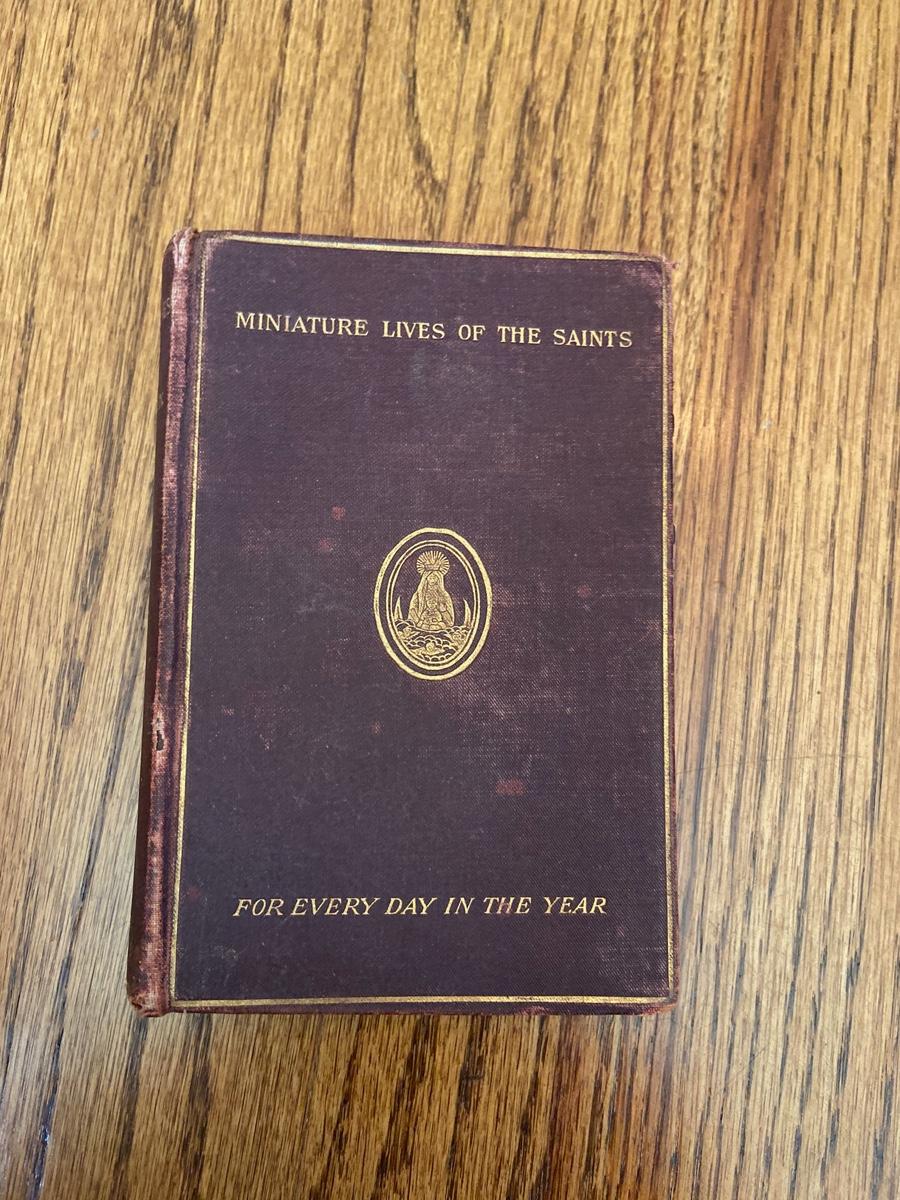 MINIATURE LIVES OF THE SAINTS
FOR EVERY DAY IN THE YEAR